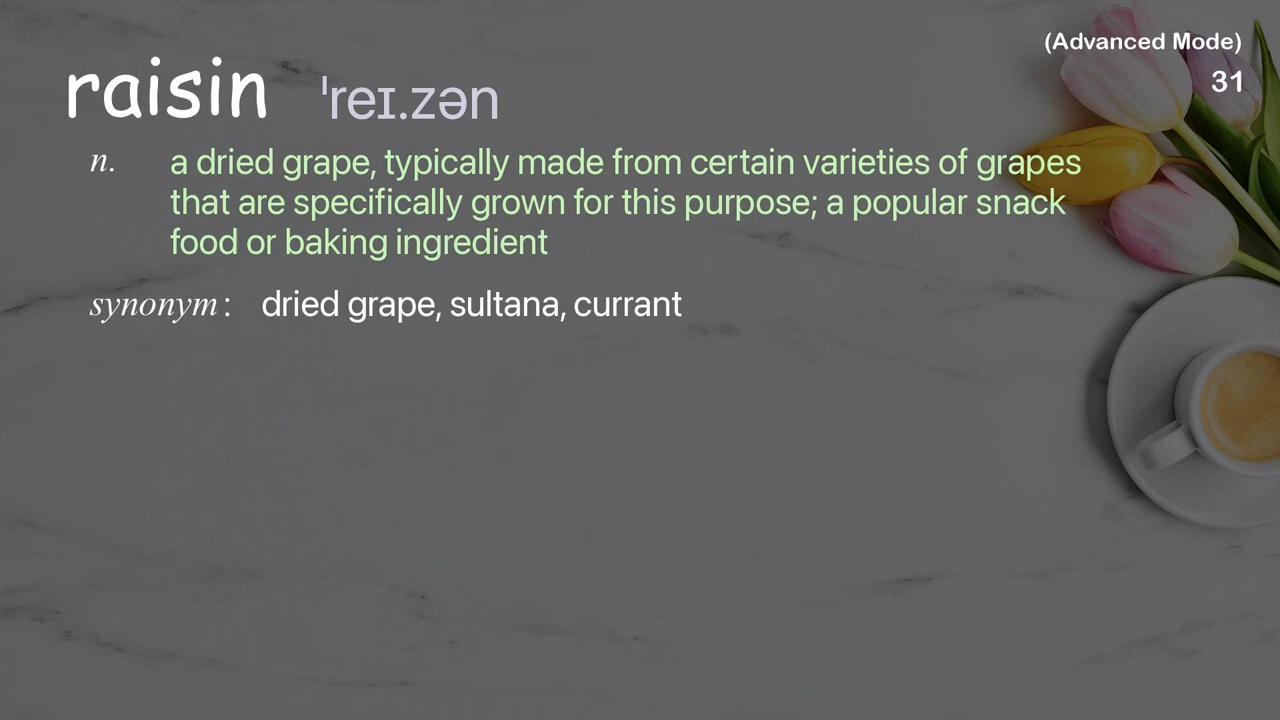 (Advanced Mode)
31
raisin ˈreɪ.zən
n. a dried grape, typically made from certain varieties of grapes
that are specifically grown for this purpose; a popular snack
food or baking ingredient
synonym: dried grape, sultana, currant